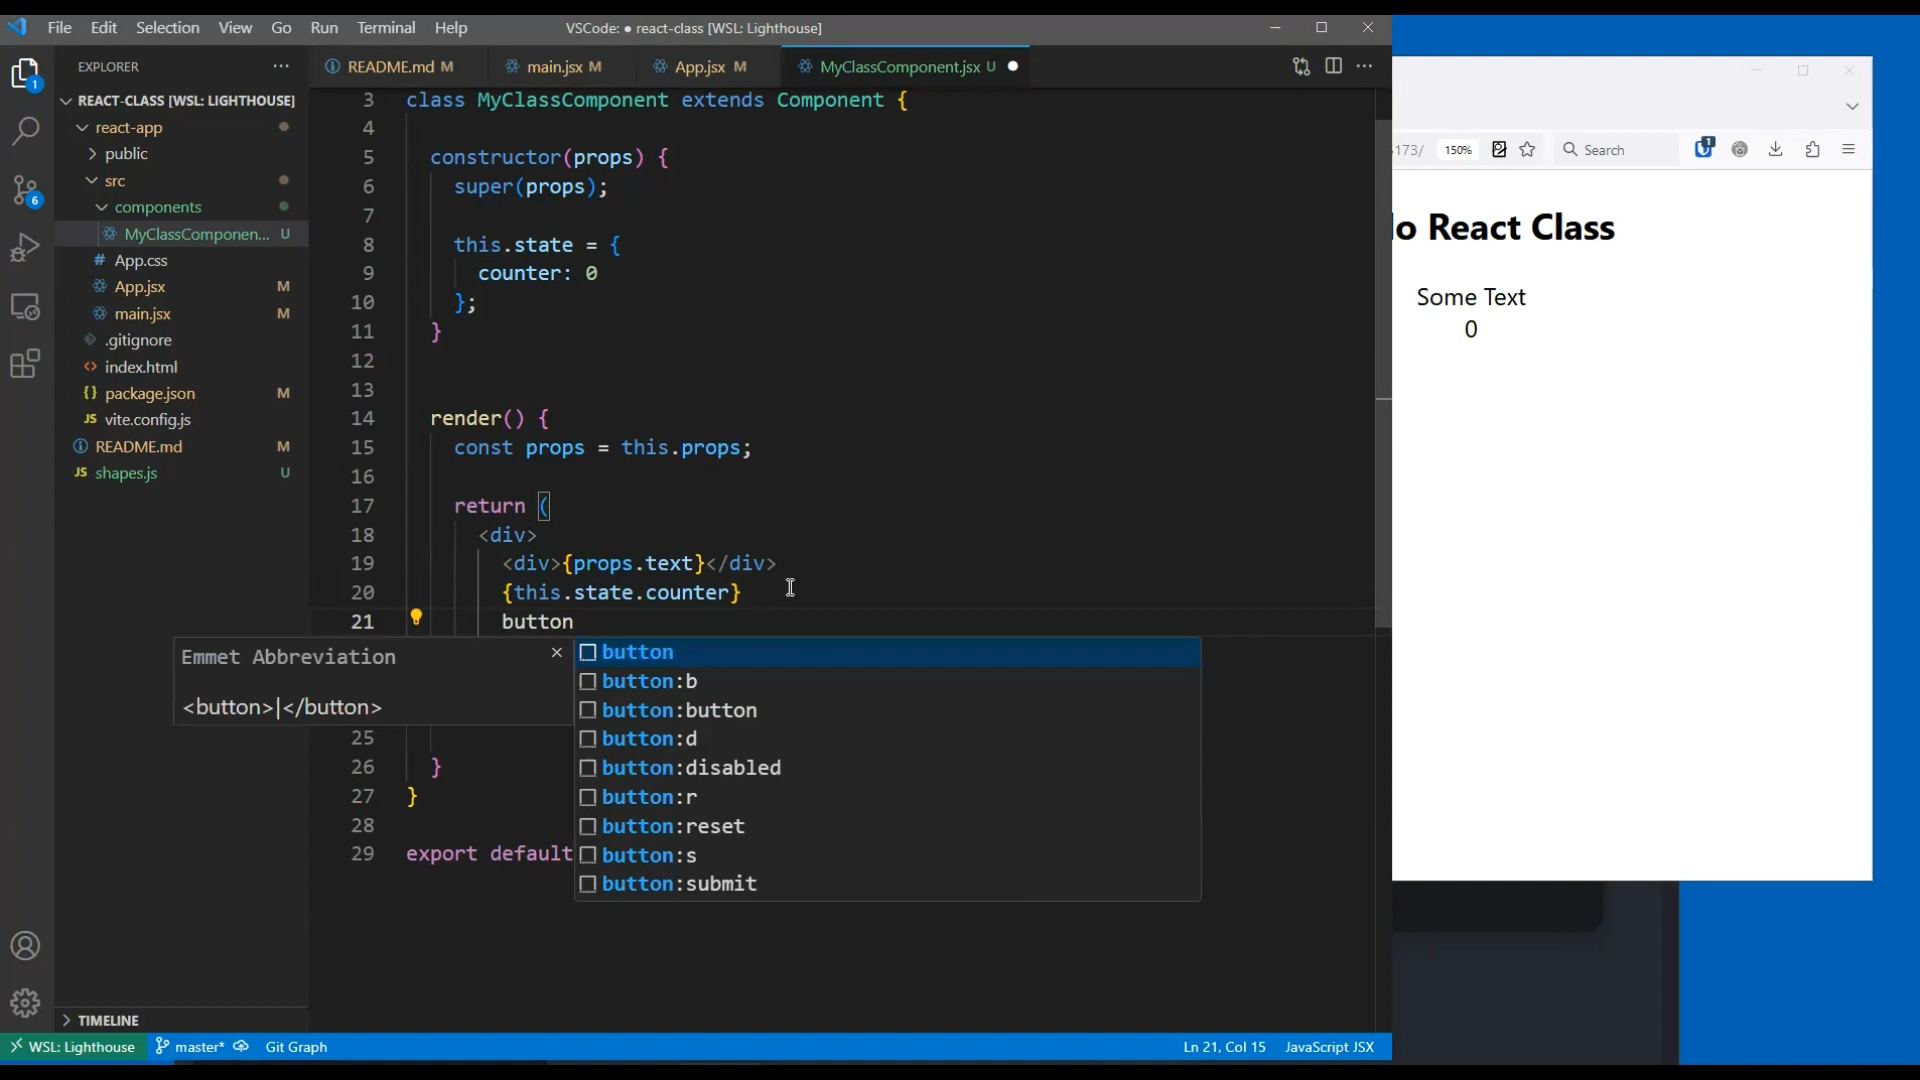 File Edit Selection View Go Run Terminal Help VSCode: ● react-class [WSL: Lighthouse]
EXPLORER ···
README.md M main.jsx M App.jsx M MyClassComponent.jsx U
REACT-CLASS [WSL: LIGHTHOUSE]
react-app
public
src
components
MyClassComponen... U
App.css
App.jsx M
main.jsx M
.gitignore
index.html
package.json M
vite.config.js
README.md M
shapes.js U
TIMELINE
1
6
3 class MyClassComponent extends Component {
4
5 constructor(props) {
6 super(props);
7
8 this.state = {
9 counter: 0
10 };
11 }
12
13
14 render() {
15 const props = this.props;
16
17 return (
18 <div>
19 <div>{props.text}</div>
20 {this.state.counter}
21 button
Emmet Abbreviation
<button>|</button>
button
button:b
button:button
button:d
button:disabled
button:r
button:reset
button:s
button:submit
25
26 }
27 }
28
29 export default
WSL: Lighthouse master* Git Graph Ln 21, Col 15 JavaScript JSX
173/ 150% Search 1
lo React Class
Some Text
0